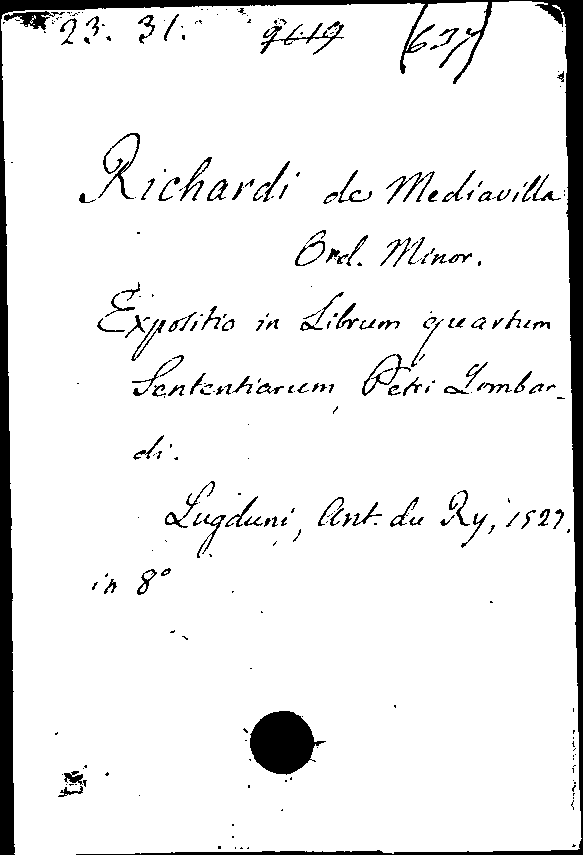 23. 31. 9619 (637)
Richardi de Mediavilla
Ord. Minor.
Expositio in Librum quartum
Sententiarum Petri Lombar-
di.
Lugduni, Ant. du Ry, 1527.
in 8°